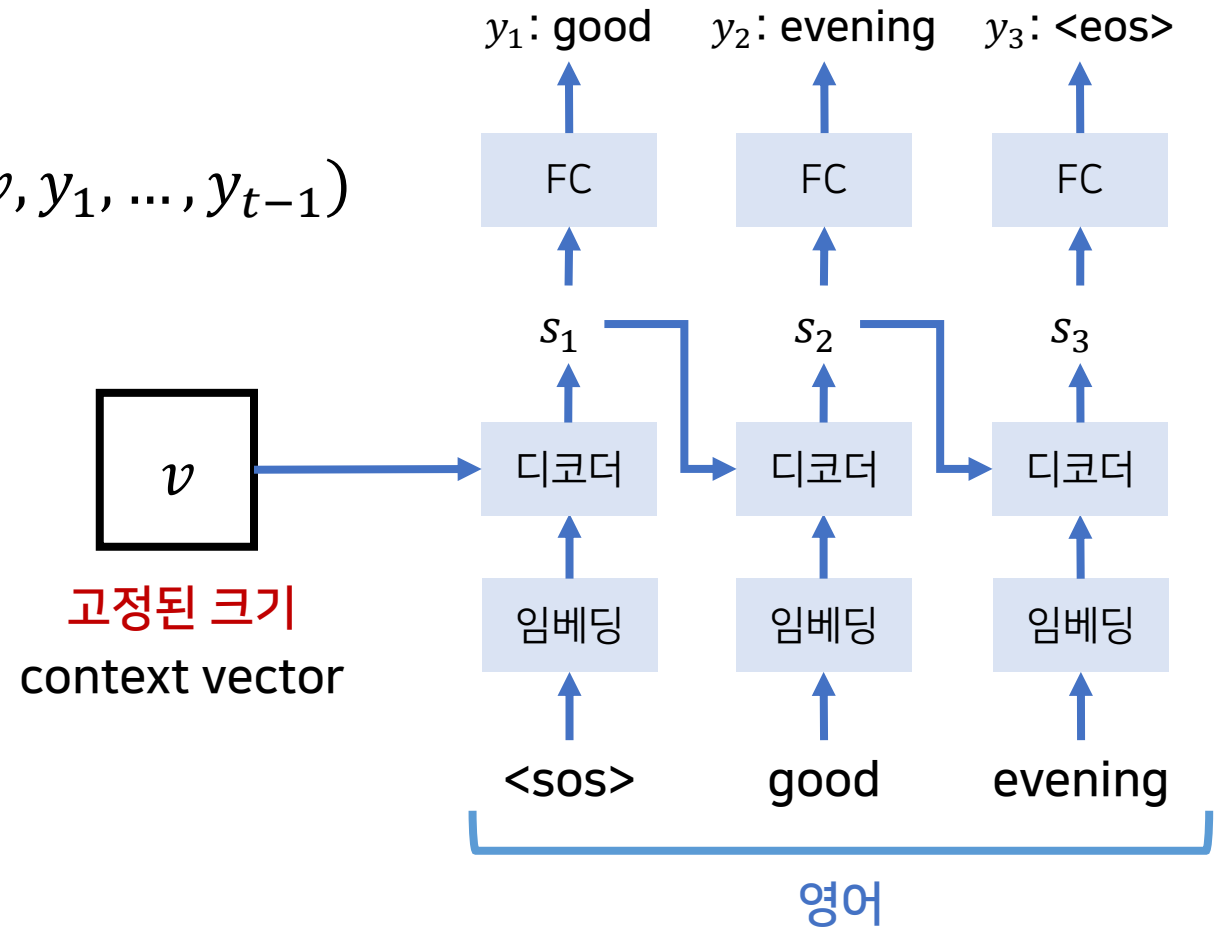 y₁: good y₂: evening y₃: <eos>
FC FC FC
, y₁, … , yₜ₋₁)
s₁ s₂ s₃
v 디코더 디코더 디코더
고정된 크기
context vector
임베딩 임베딩 임베딩
<sos> good evening
영어